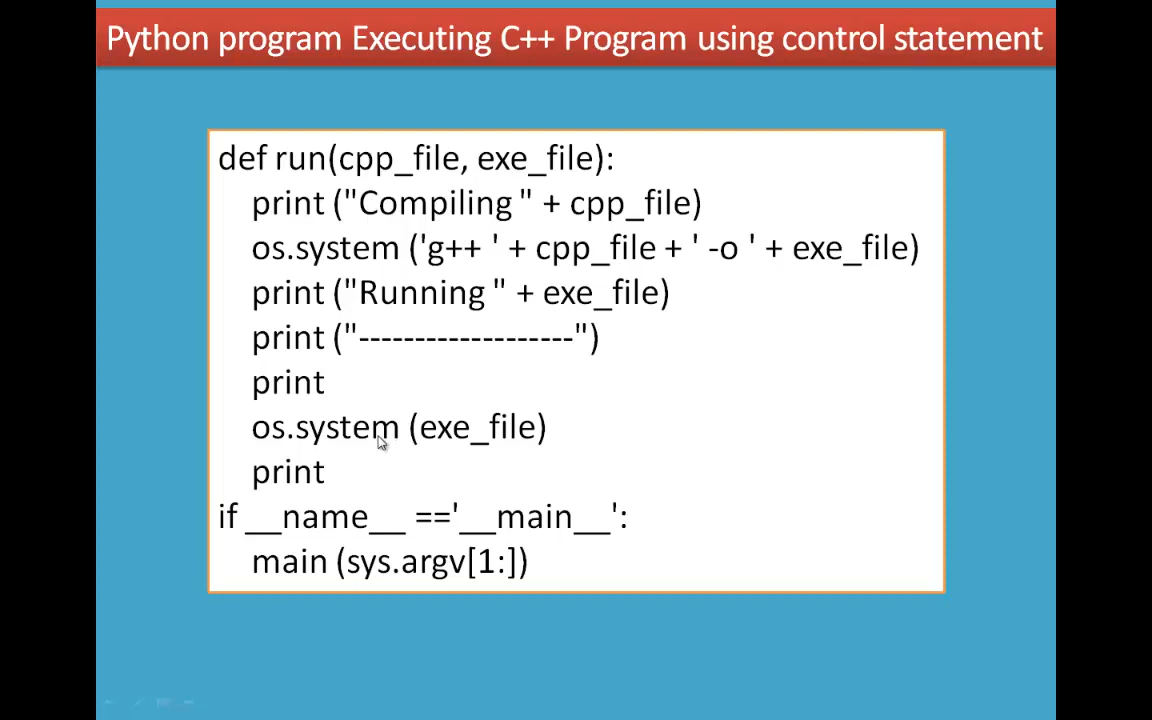 Python program Executing C++ Program using control statement
def run(cpp_file, exe_file):
print ("Compiling " + cpp_file)
os.system ('g++ ' + cpp_file + ' -o ' + exe_file)
print ("Running " + exe_file)
print ("-------------------")
print
os.system (exe_file)
print
if __name__ =='__main__':
main (sys.argv[1:])